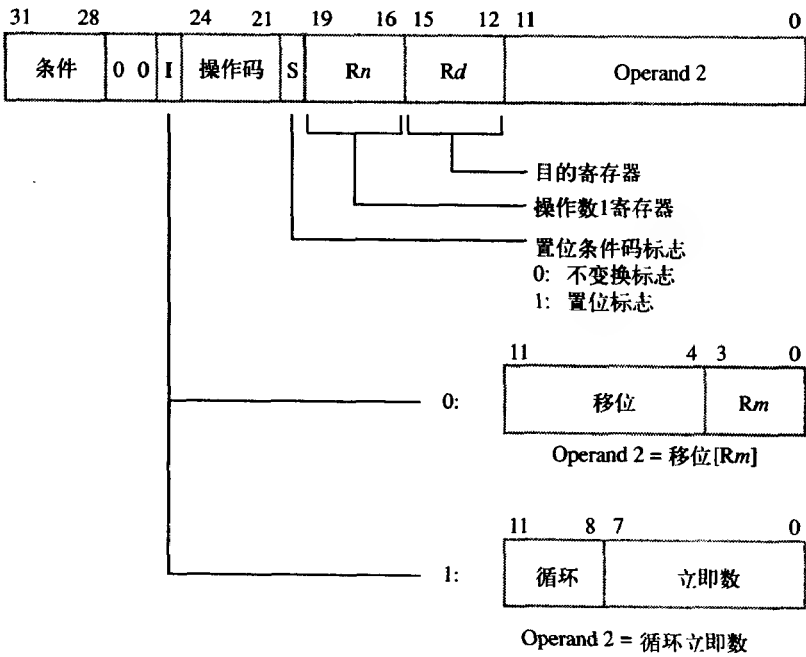 31 28 24 21 19 16 15 12 11 0
条件 0 0 I 操作码 S Rn Rd Operand 2
目的寄存器
操作数1寄存器
置位条件码标志
0: 不变换标志
1: 置位标志
11 4 3 0
0: 移位 Rm
Operand 2 = 移位[Rm]
11 8 7 0
1: 循环 立即数
Operand 2 = 循环立即数